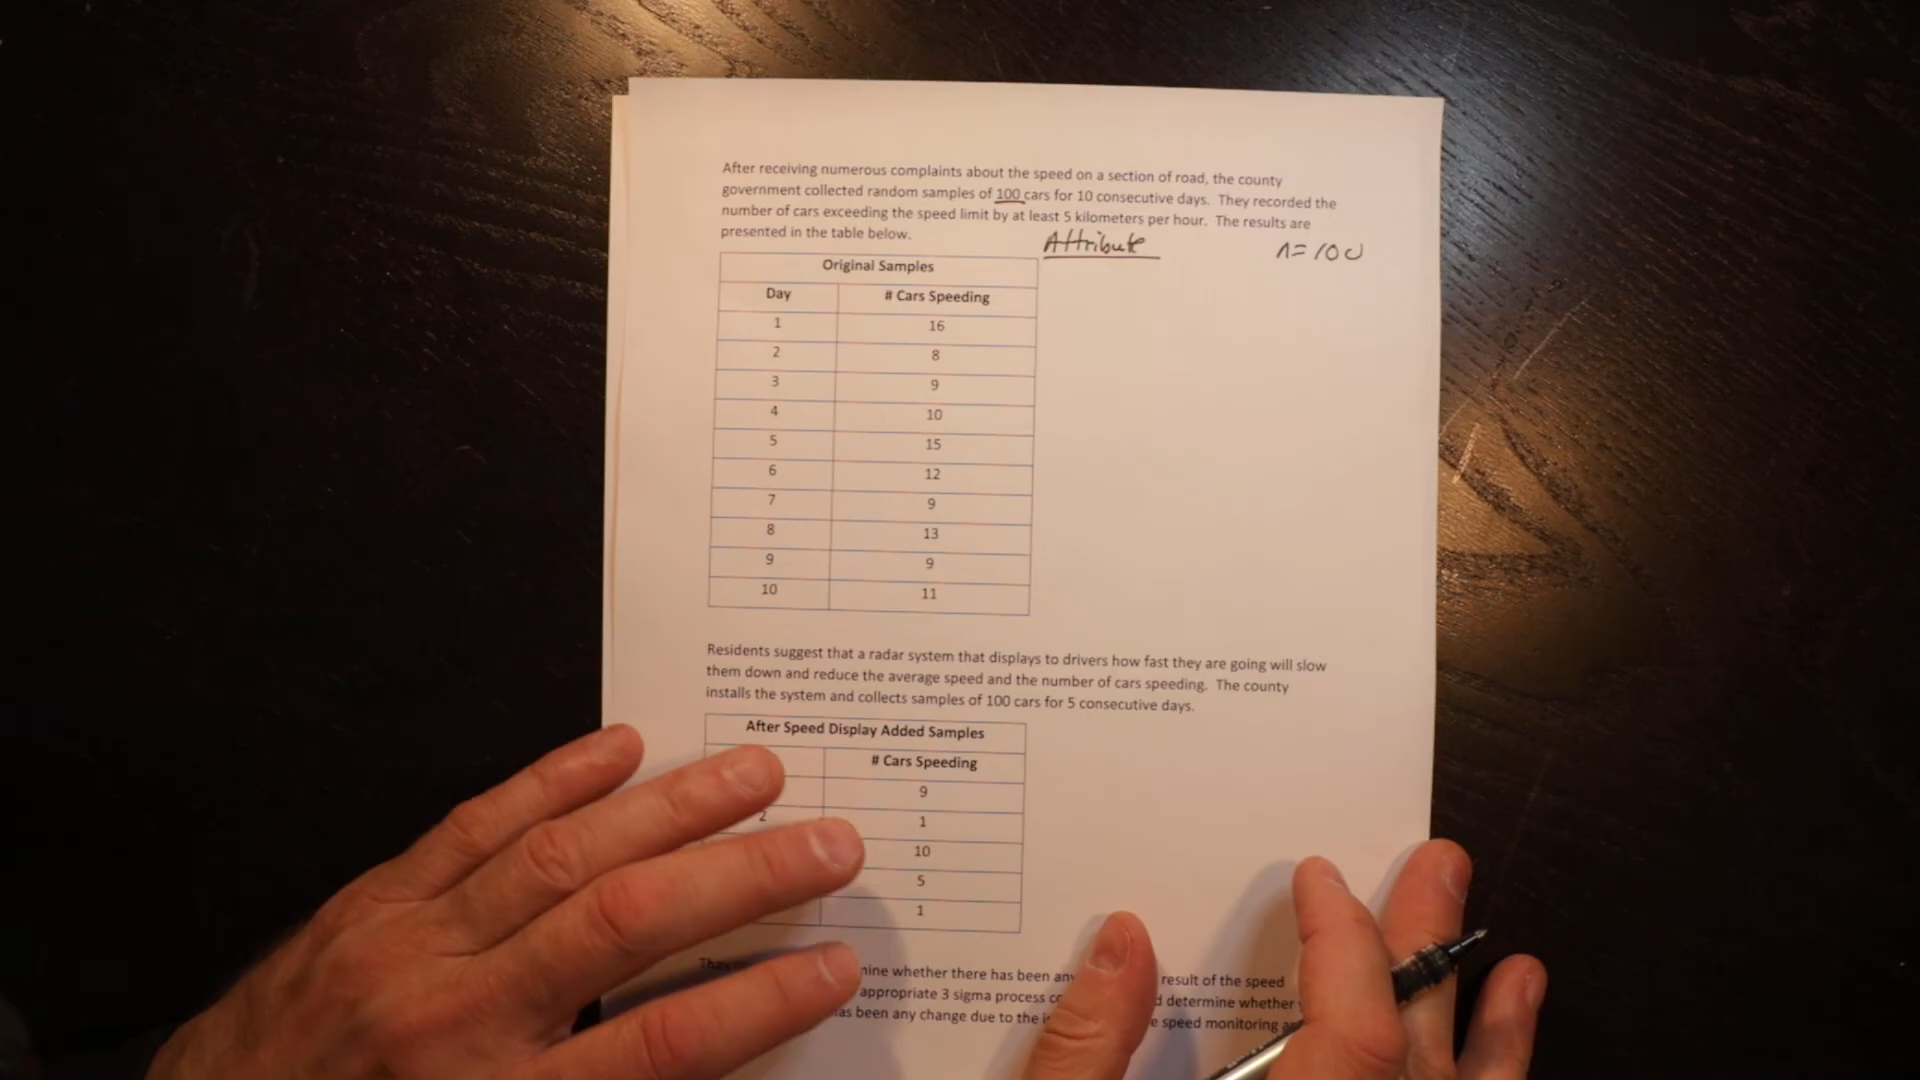 After receiving numerous complaints about the speed on a section of road, the county
government collected random samples of 100 cars for 10 consecutive days. They recorded the
number of cars exceeding the speed limit by at least 5 kilometers per hour. The results are
presented in the table below.
Attribute n=100
Original Samples
Day # Cars Speeding
1 16
2 8
3 9
4 10
5 15
6 12
7 9
8 13
9 9
10 11
Residents suggest that a radar system that displays to drivers how fast they are going will slow
them down and reduce the average speed and the number of cars speeding. The county
installs the system and collects samples of 100 cars for 5 consecutive days.
After Speed Display Added Samples
# Cars Speeding
9
2 1
10
5
1
whether there has been any result of the speed
appropriate 3 sigma process determine whether
been any change due to the speed monitoring